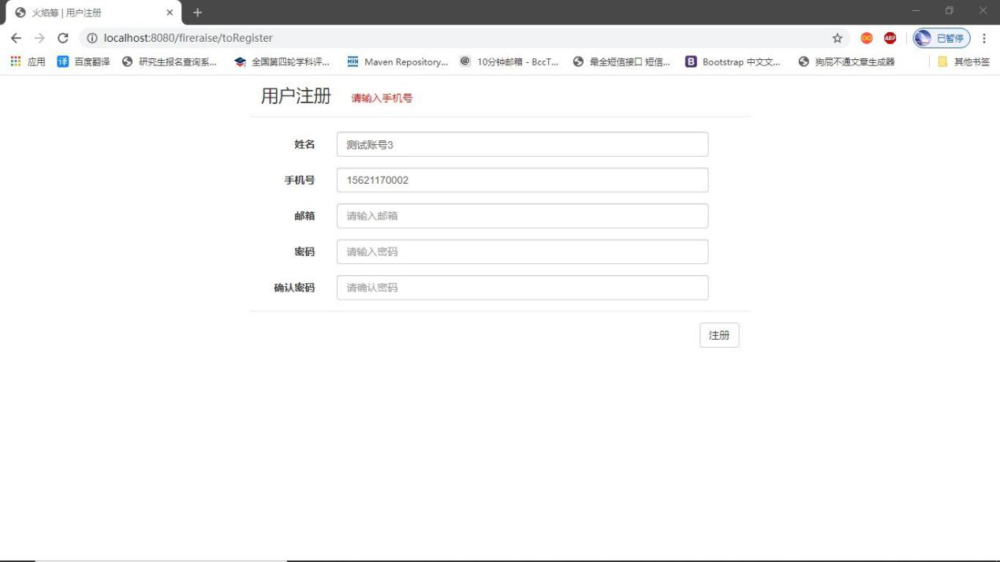 火焰篝 | 用户注册
localhost:8080/fireraise/toRegister
已暂停
应用
百度翻译
研究生报名查询系...
全国第四轮学科评...
Maven Repository...
10分钟邮箱 - BccT...
最全短信接口 短信...
Bootstrap 中文文...
狗屁不通文章生成器
其他书签
用户注册
请输入手机号
姓名
测试账号3
手机号
15621170002
邮箱
请输入邮箱
密码
请输入密码
确认密码
请确认密码
注册